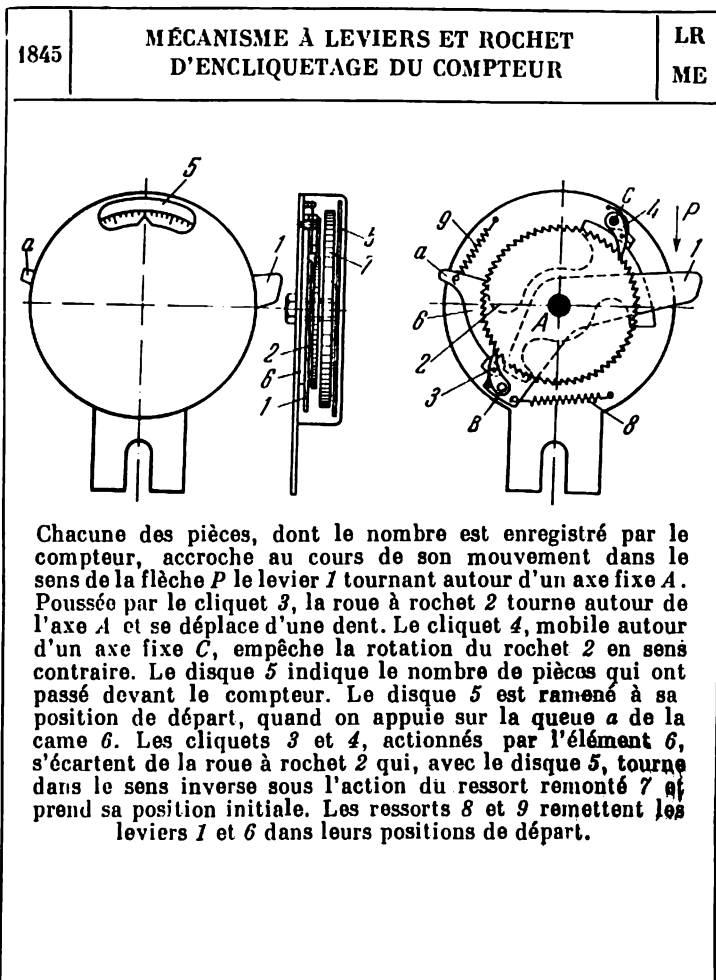 1845
MÉCANISME À LEVIERS ET ROCHET
D'ENCLIQUETAGE DU COMPTEUR
LR
ME
5
a
1
5
7
2
6
1
C
4
P
9
a
1
6
A
2
3
B
8
Chacune des pièces, dont le nombre est enregistré par le
compteur, accroche au cours de son mouvement dans le
sens de la flèche P le levier 1 tournant autour d'un axe fixe A.
Poussée par le cliquet 3, la roue à rochet 2 tourne autour de
l'axe A et se déplace d'une dent. Le cliquet 4, mobile autour
d'un axe fixe C, empêche la rotation du rochet 2 en sens
contraire. Le disque 5 indique le nombre de pièces qui ont
passé devant le compteur. Le disque 5 est ramené à sa
position de départ, quand on appuie sur la queue a de la
came 6. Les cliquets 3 et 4, actionnés par l'élément 6,
s'écartent de la roue à rochet 2 qui, avec le disque 5, tourne
dans le sens inverse sous l'action du ressort remonté 7 et
prend sa position initiale. Les ressorts 8 et 9 remettent les
leviers 1 et 6 dans leurs positions de départ.